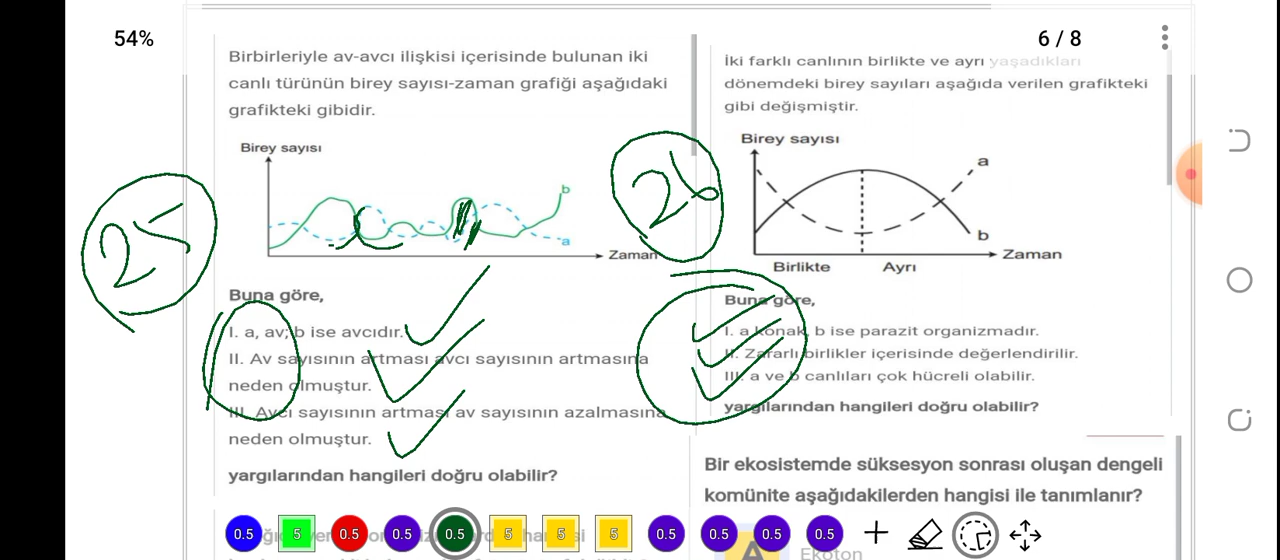 54%
6 / 8
Birbirleriyle av-avcı ilişkisi içerisinde bulunan iki
canlı türünün birey sayısı-zaman grafiği aşağıdaki
grafikteki gibidir.
Birey sayısı
b
a
Zaman
25
Buna göre,
I. a, av; b ise avcıdır.
II. Av sayısının artması avcı sayısının artmasına
neden olmuştur.
III. Avcı sayısının artması av sayısının azalmasına
neden olmuştur.
yargılarından hangileri doğru olabilir?
İki farklı canlının birlikte ve ayrı yaşadıkları
dönemdeki birey sayıları aşağıda verilen grafikteki
gibi değişmiştir.
26
Birey sayısı
a
b
Zaman
Birlikte
Ayrı
Buna göre,
I. a konak, b ise parazit organizmadır.
II. Zararlı birlikler içerisinde değerlendirilir.
III. a ve b canlıları çok hücreli olabilir.
yargılarından hangileri doğru olabilir?
Bir ekosistemde süksesyon sonrası oluşan dengeli
komünite aşağıdakilerden hangisi ile tanımlanır?
A
Ekoton
0.5 5 0.5 0.5 0.5 5 5 5 0.5 0.5 0.5 0.5